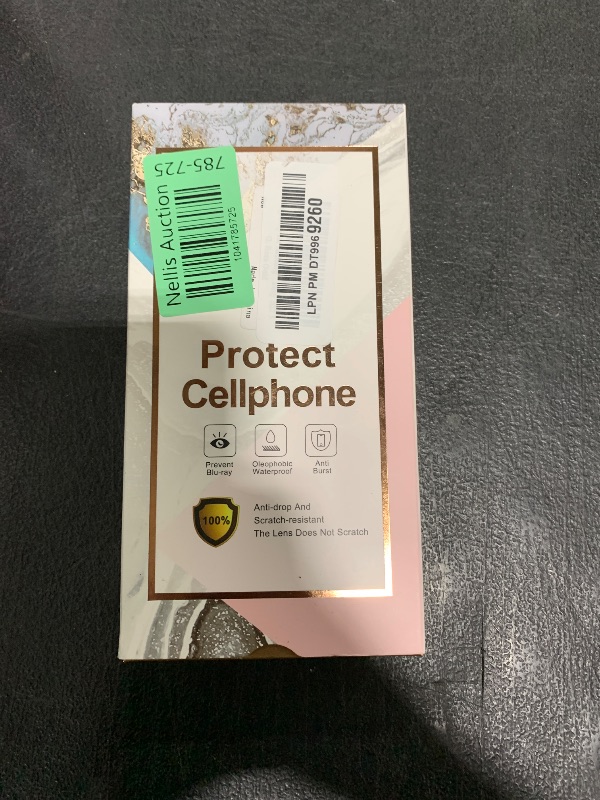 785-725
Nellis Auction
1041785725
LPN PM DT9969260
Protect
Cellphone
Prevent
Blu-ray
Oleophobic
Waterproof
Anti
Burst
100%
Anti-drop And
Scratch-resistant
The Lens Does Not Scratch